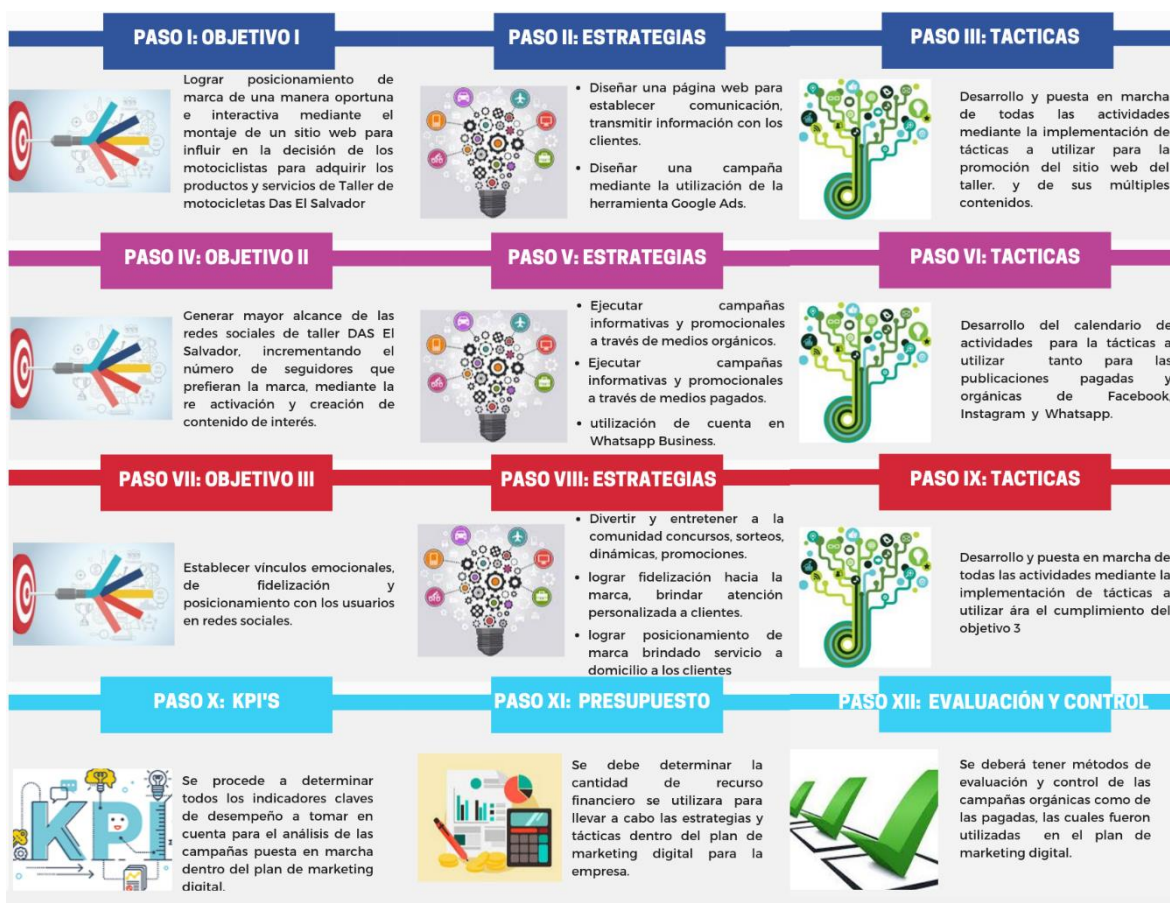 PASO I: OBJETIVO I
Lograr posicionamiento de
marca de una manera oportuna
e interactiva mediante el
montaje de un sitio web para
influir en la decisión de los
motociclistas para adquirir los
productos y servicios de Taller de
motocicletas Das El Salvador
PASO II: ESTRATEGIAS
• Diseñar una página web para
establecer comunicación,
transmitir información con los
clientes.
• Diseñar una campaña
mediante la utilización de la
herramienta Google Ads.
PASO III: TACTICAS
Desarrollo y puesta en marcha
de todas las actividades
mediante la implementación de
tácticas a utilizar para la
promoción del sitio web del
taller. y de sus múltiples
contenidos.
PASO IV: OBJETIVO II
Generar mayor alcance de las
redes sociales de taller DAS El
Salvador, incrementando el
número de seguidores que
prefieran la marca, mediante la
re activación y creación de
contenido de interés.
PASO V: ESTRATEGIAS
• Ejecutar campañas
informativas y promocionales
a través de medios orgánicos.
• Ejecutar campañas
informativas y promocionales
a través de medios pagados.
• utilización de cuenta en
Whatsapp Business.
PASO VI: TACTICAS
Desarrollo del calendario de
actividades para la tácticas a
utilizar tanto para las
publicaciones pagadas y
orgánicas de Facebook,
Instagram y Whatsapp.
PASO VII: OBJETIVO III
Establecer vínculos emocionales,
de fidelización y
posicionamiento con los usuarios
en redes sociales.
PASO VIII: ESTRATEGIAS
• Divertir y entretener a la
comunidad concursos, sorteos,
dinámicas, promociones.
• lograr fidelización hacia la
marca, brindar atención
personalizada a clientes.
• lograr posicionamiento de
marca brindado servicio a
domicilio a los clientes
PASO IX: TACTICAS
Desarrollo y puesta en marcha de
todas las actividades mediante la
implementación de tácticas a
utilizar ára el cumplimiento del
objetivo 3
PASO X: KPI'S
KPI
Se procede a determinar
todos los indicadores claves
de desempeño a tomar en
cuenta para el análisis de las
campañas puesta en marcha
dentro del plan de marketing
digital.
PASO XI: PRESUPUESTO
Se debe determinar la
cantidad de recurso
financiero se utilizara para
llevar a cabo las estrategias y
tácticas dentro del plan de
marketing digital para la
empresa.
PASO XII: EVALUACIÓN Y CONTROL
Se deberá tener métodos de
evaluación y control de las
campañas orgánicas como de
las pagadas, las cuales fueron
utilizadas en el plan de
marketing digital.